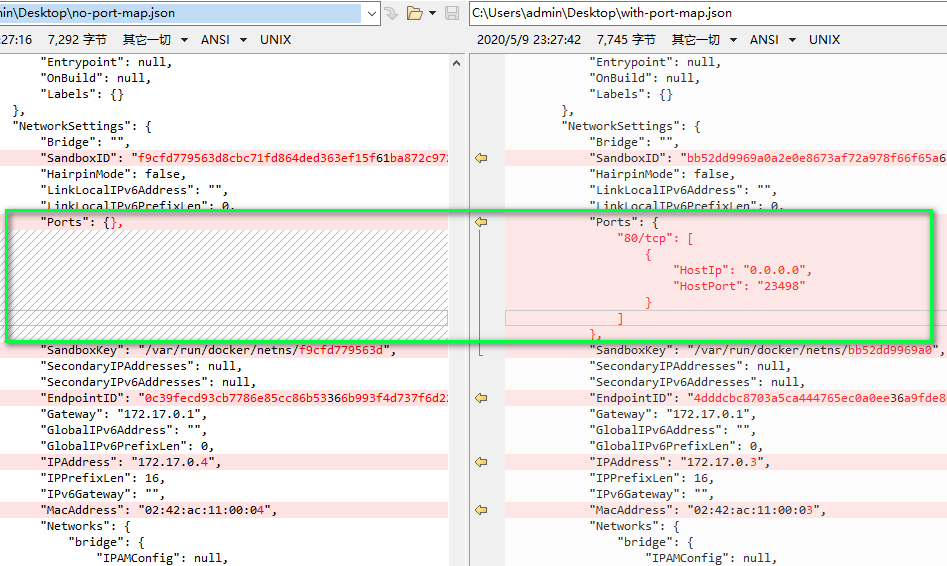 nin\Desktop\no-port-map.json
:27:16 7,292 字节 其它一切 ANSI UNIX
"Entrypoint": null,
"OnBuild": null,
"Labels": {}
},
"NetworkSettings": {
"Bridge": "",
"SandboxID": "f9cfd779563d8cbc71fd864ded363ef15f61ba872c972
"HairpinMode": false,
"LinkLocalIPv6Address": "",
"LinkLocalIPv6PrefixLen": 0,
"Ports": {},
"SandboxKey": "/var/run/docker/netns/f9cfd779563d",
"SecondaryIPAddresses": null,
"SecondaryIPv6Addresses": null,
"EndpointID": "0c39fecd93cb7786e85cc86b53366b993f4d737f6d22
"Gateway": "172.17.0.1",
"GlobalIPv6Address": "",
"GlobalIPv6PrefixLen": 0,
"IPAddress": "172.17.0.4",
"IPPrefixLen": 16,
"IPv6Gateway": "",
"MacAddress": "02:42:ac:11:00:04",
"Networks": {
"bridge": {
"IPAMConfig": null,
C:\Users\admin\Desktop\with-port-map.json
2020/5/9 23:27:42 7,745 字节 其它一切 ANSI UNIX
"Entrypoint": null,
"OnBuild": null,
"Labels": {}
},
"NetworkSettings": {
"Bridge": "",
"SandboxID": "bb52dd9969a0a2e0e8673af72a978f66f65a6
"HairpinMode": false,
"LinkLocalIPv6Address": "",
"LinkLocalIPv6PrefixLen": 0,
"Ports": {
"80/tcp": [
{
"HostIp": "0.0.0.0",
"HostPort": "23498"
}
]
},
"SandboxKey": "/var/run/docker/netns/bb52dd9969a0",
"SecondaryIPAddresses": null,
"SecondaryIPv6Addresses": null,
"EndpointID": "4dddcbc8703a5ca444765ec0a0ee36a9fde8
"Gateway": "172.17.0.1",
"GlobalIPv6Address": "",
"GlobalIPv6PrefixLen": 0,
"IPAddress": "172.17.0.3",
"IPPrefixLen": 16,
"IPv6Gateway": "",
"MacAddress": "02:42:ac:11:00:03",
"Networks": {
"bridge": {
"IPAMConfig": null,